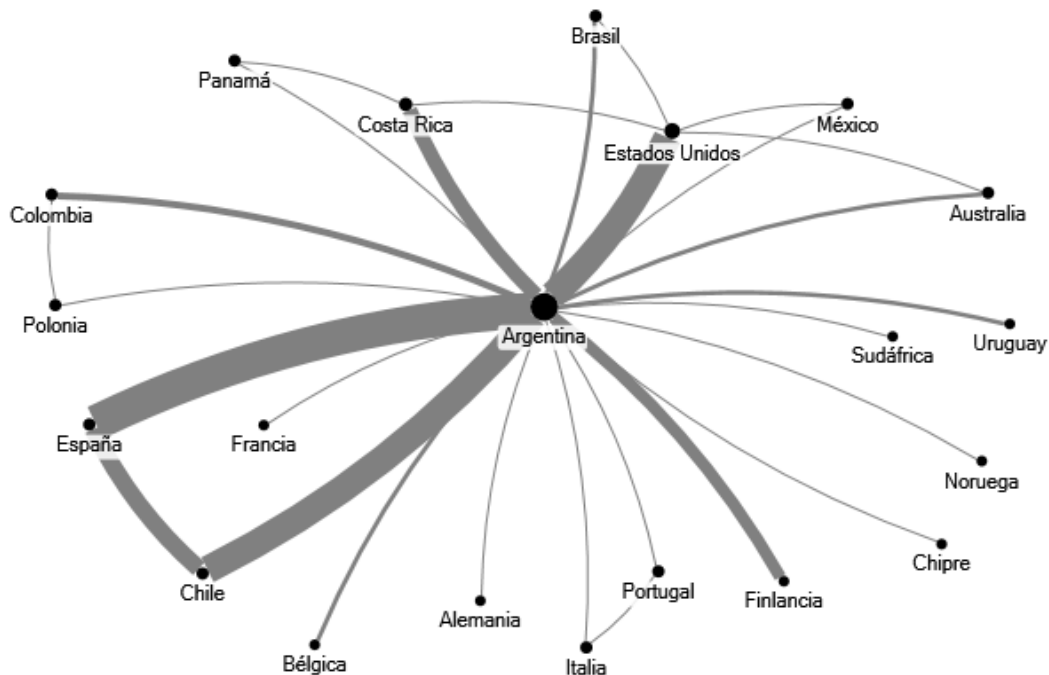 Brasil
Panamá
Costa Rica
México
Estados Unidos
Colombia
Australia
Polonia
Argentina
Sudáfrica
Uruguay
España
Francia
Noruega
Chipre
Chile
Portugal
Finlancia
Alemania
Bélgica
Italia